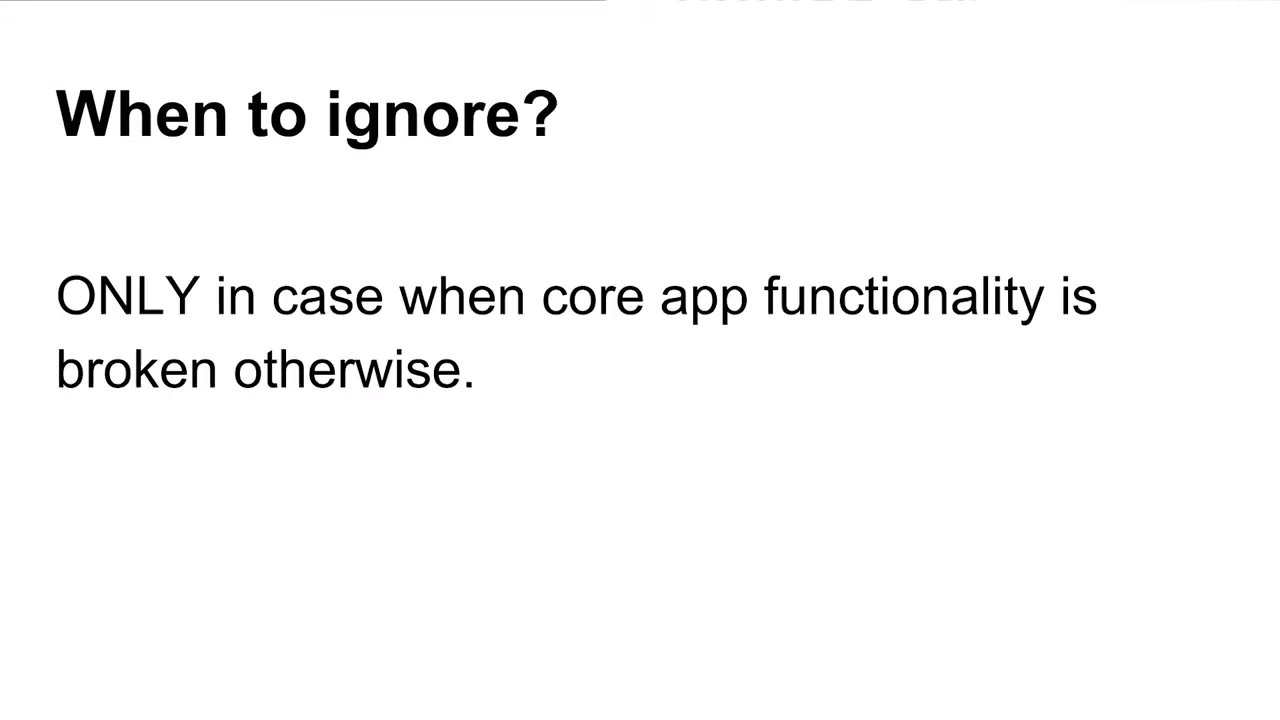 When to ignore?
ONLY in case when core app functionality is
broken otherwise.